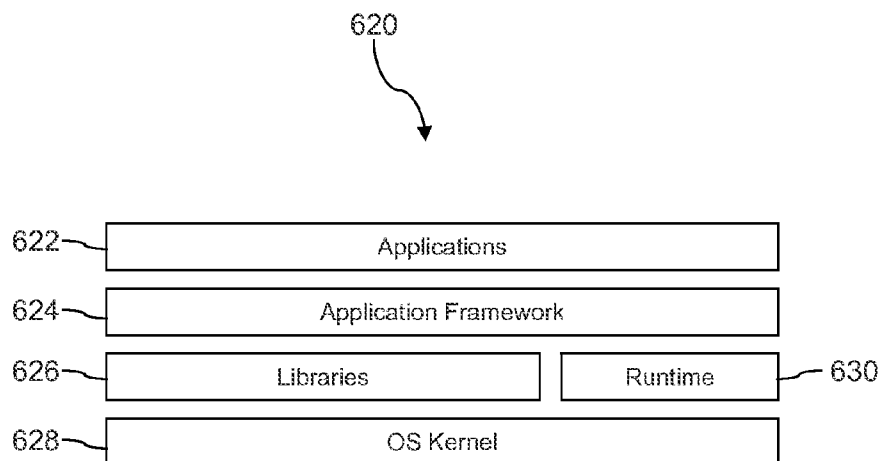 620
622 Applications
624 Application Framework
626 Libraries Runtime 630
628 OS Kernel